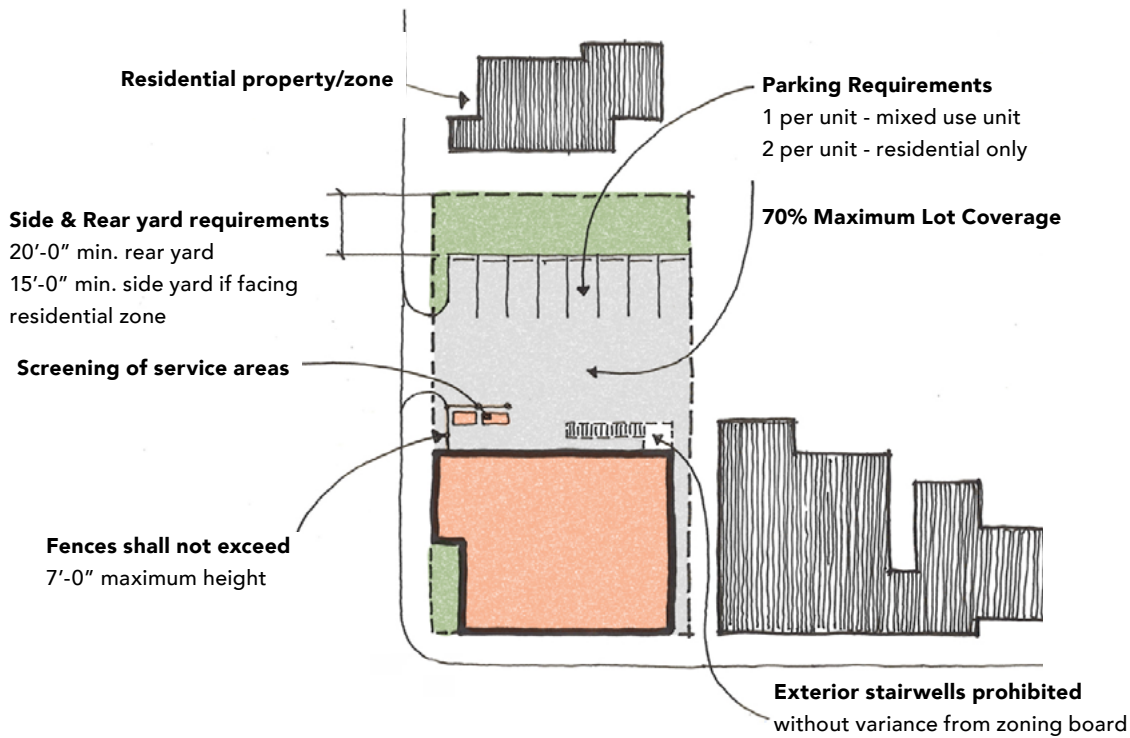 Residential property/zone
Parking Requirements
1 per unit - mixed use unit
2 per unit - residential only
70% Maximum Lot Coverage
Side & Rear yard requirements
20’-0” min. rear yard
15’-0” min. side yard if facing
residential zone
Screening of service areas
Fences shall not exceed
7’-0” maximum height
Exterior stairwells prohibited
without variance from zoning board